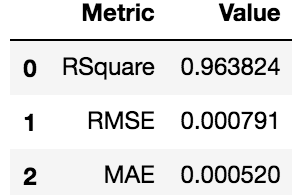 Metric Value
0 RSquare 0.963824
1 RMSE 0.000791
2 MAE 0.000520